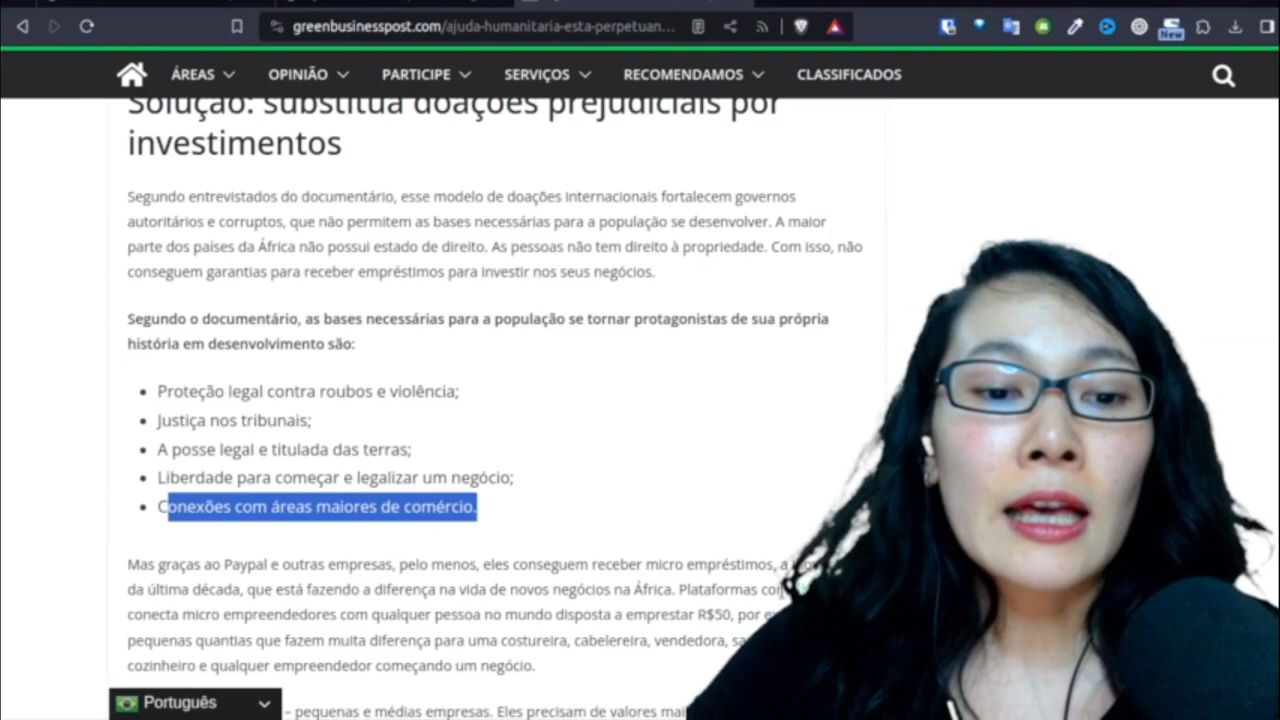 greenbusinesspost.com/ajuda-humanitaria-esta-perpetuan...
New
ÁREAS
OPINIÃO
PARTICIPE
SERVIÇOS
RECOMENDAMOS
CLASSIFICADOS
Solução: substitua doações prejudiciais por
investimentos
Segundo entrevistados do documentário, esse modelo de doações internacionais fortalecem governos
autoritários e corruptos, que não permitem as bases necessárias para a população se desenvolver. A maior
parte dos países da África não possui estado de direito. As pessoas não tem direito à propriedade. Com isso, não
conseguem garantias para receber empréstimos para investir nos seus negócios.
Segundo o documentário, as bases necessárias para a população se tornar protagonistas de sua própria
história em desenvolvimento são:
• Proteção legal contra roubos e violência;
• Justiça nos tribunais;
• A posse legal e titulada das terras;
• Liberdade para começar e legalizar um negócio;
• Conexões com áreas maiores de comércio.
Mas graças ao Paypal e outras empresas, pelo menos, eles conseguem receber micro empréstimos, a
da última década, que está fazendo a diferença na vida de novos negócios na África. Plataformas
conecta micro empreendedores com qualquer pessoa no mundo disposta a emprestar R$50, por
pequenas quantias que fazem muita diferença para uma costureira, cabelereira, vendedora,
cozinheiro e qualquer empreendedor começando um negócio.
Português
– pequenas e médias empresas. Eles precisam de valores